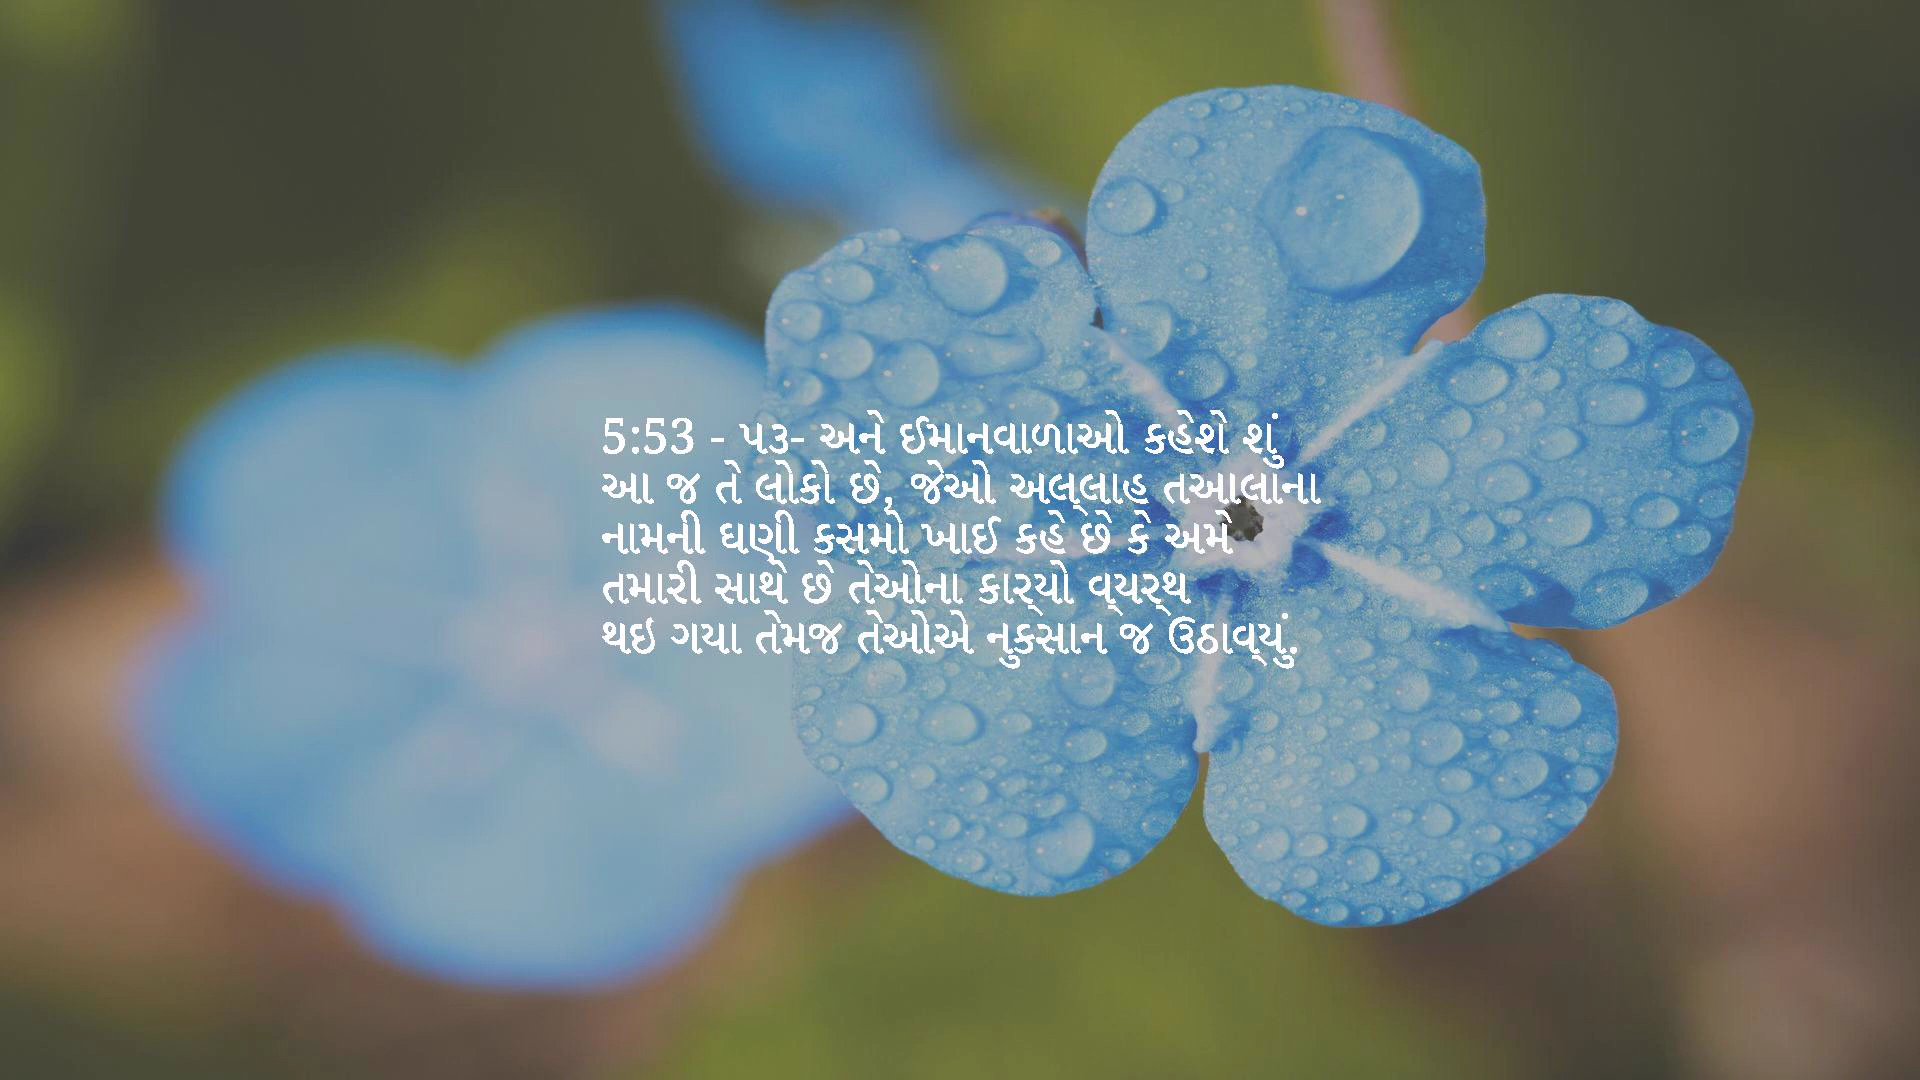 5:53 - ૫૩- અને ઈમાનવાળાઓ કહેશે શું
આ જ તે લોકો છે, જેઓ અલ્લાહ તઆલાના
નામની ઘણી કસમો ખાઈ કહે છે કે અમે
તમારી સાથે છે તેઓના કાર્યો વ્યર્થ
થઇ ગયા તેમજ તેઓએ નુકસાન જ ઉઠાવ્યું.